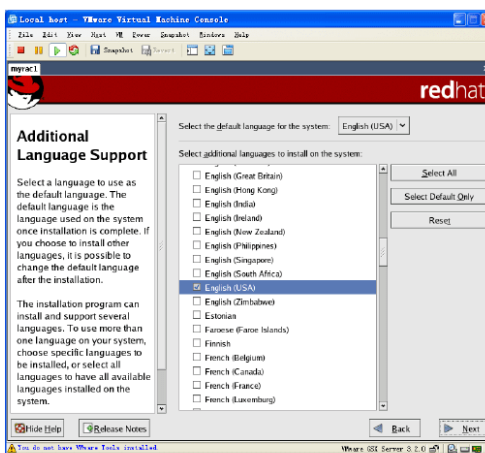 Local host - VMware Virtual Machine Console
File Edit View Host VM Power Snapshot Windows Help
Snapshot Revert
myrac1
redhat
Additional
Language Support
Select a language to use as
the default language. The
default language is the
language used on the system
once installation is complete. If
you choose to install other
languages, it is possible to
change the default language
after the installation.
The installation program can
install and support several
languages. To use more than
one language on your system,
choose specific languages to
be installed, or select all
languages to have all available
languages installed on the
system.
Select the default language for the system: English (USA)
Select additional languages to install on the system:
English (Great Britain)
English (Hong Kong)
English (India)
English (Ireland)
English (New Zealand)
English (Philippines)
English (Singapore)
English (South Africa)
English (USA)
English (Zimbabwe)
Estonian
Faroese (Faroe Islands)
Finnish
French (Belgium)
French (Canada)
French (France)
French (Luxemburg)
Select All
Select Default Only
Reset
Hide Help
Release Notes
Back
Next
You do not have VMware Tools installed.
VMware GSX Server 3.2.0